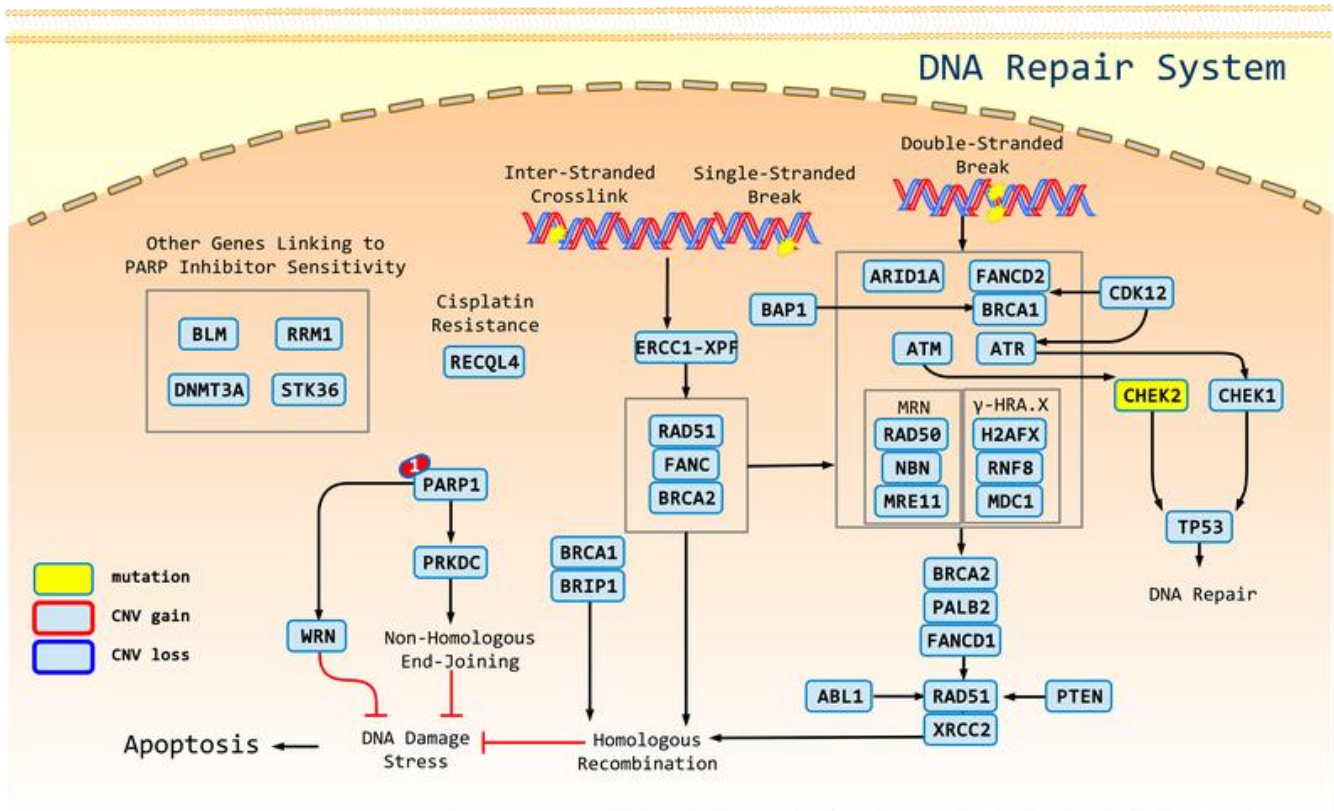 DNA Repair System
Double-Stranded
Break
Inter-Stranded
Crosslink
Single-Stranded
Break
Other Genes Linking to
PARP Inhibitor Sensitivity
BLM
RRM1
DNMT3A
STK36
Cisplatin
Resistance
RECQL4
ERCC1-XPF
RAD51
FANC
BRCA2
BAP1
ARID1A
FANCD2
BRCA1
CDK12
ATM
ATR
CHEK2
CHEK1
MRN
RAD50
NBN
MRE11
γ-HRA.X
H2AFX
RNF8
MDC1
TP53
DNA Repair
1
PARP1
PRKDC
WRN
Non-Homologous
End-Joining
BRCA1
BRIP1
BRCA2
PALB2
FANCD1
ABL1
RAD51
PTEN
XRCC2
mutation
CNV gain
CNV loss
Apoptosis
DNA Damage
Stress
Homologous
Recombination